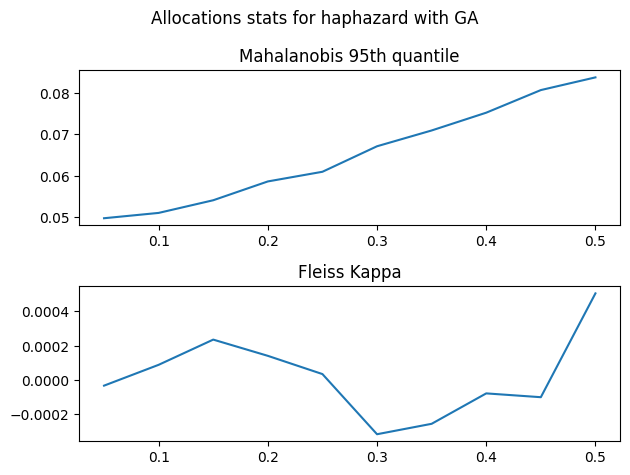 Allocations stats for haphazard with GA
Mahalanobis 95th quantile
0.08
0.07
0.06
0.05
0.1 0.2 0.3 0.4 0.5
Fleiss Kappa
0.0004
0.0002
0.0000
−0.0002
0.1 0.2 0.3 0.4 0.5